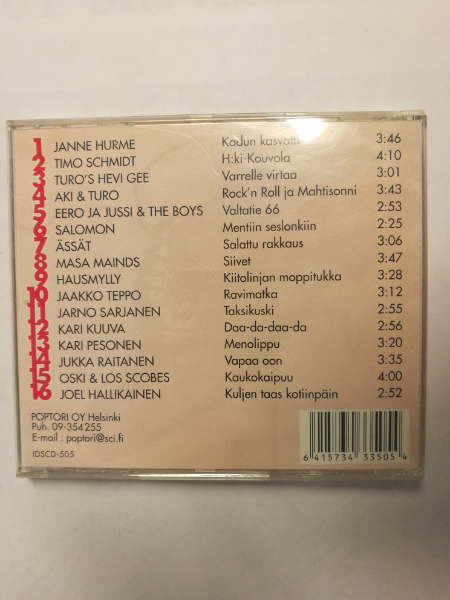 1 JANNE HURME Kadun kasvatti 3:46
2 TIMO SCHMIDT H:ki-Kouvola 4:10
3 TURO'S HEVI GEE Varrelle virtaa 3:01
4 AKI & TURO Rock'n Roll ja Mahtisonni 3:43
5 EERO JA JUSSI & THE BOYS Valtatie 66 2:53
6 SALOMON Mentiin seslonkiin 2:25
7 ÄSSÄT Salattu rakkaus 3:06
8 MASA MAINDS Siivet 3:47
9 HAUSMYLLY Kiitolinjan moppitukka 3:28
10 JAAKKO TEPPO Ravimatka 3:12
11 JARNO SARJANEN Taksikuski 2:55
12 KARI KUUVA Daa-da-daa-da 2:56
13 KARI PESONEN Menolippu 3:20
14 JUKKA RAITANEN Vapaa oon 3:35
15 OSKI & LOS SCOBES Kaukokaipuu 4:00
16 JOEL HALLIKAINEN Kuljen taas kotiinpäin 2:52
POPTORI OY Helsinki
Puh. 09-354 255
E-mail : poptori@sci.fi
IDSCD-505
6 415734 335054